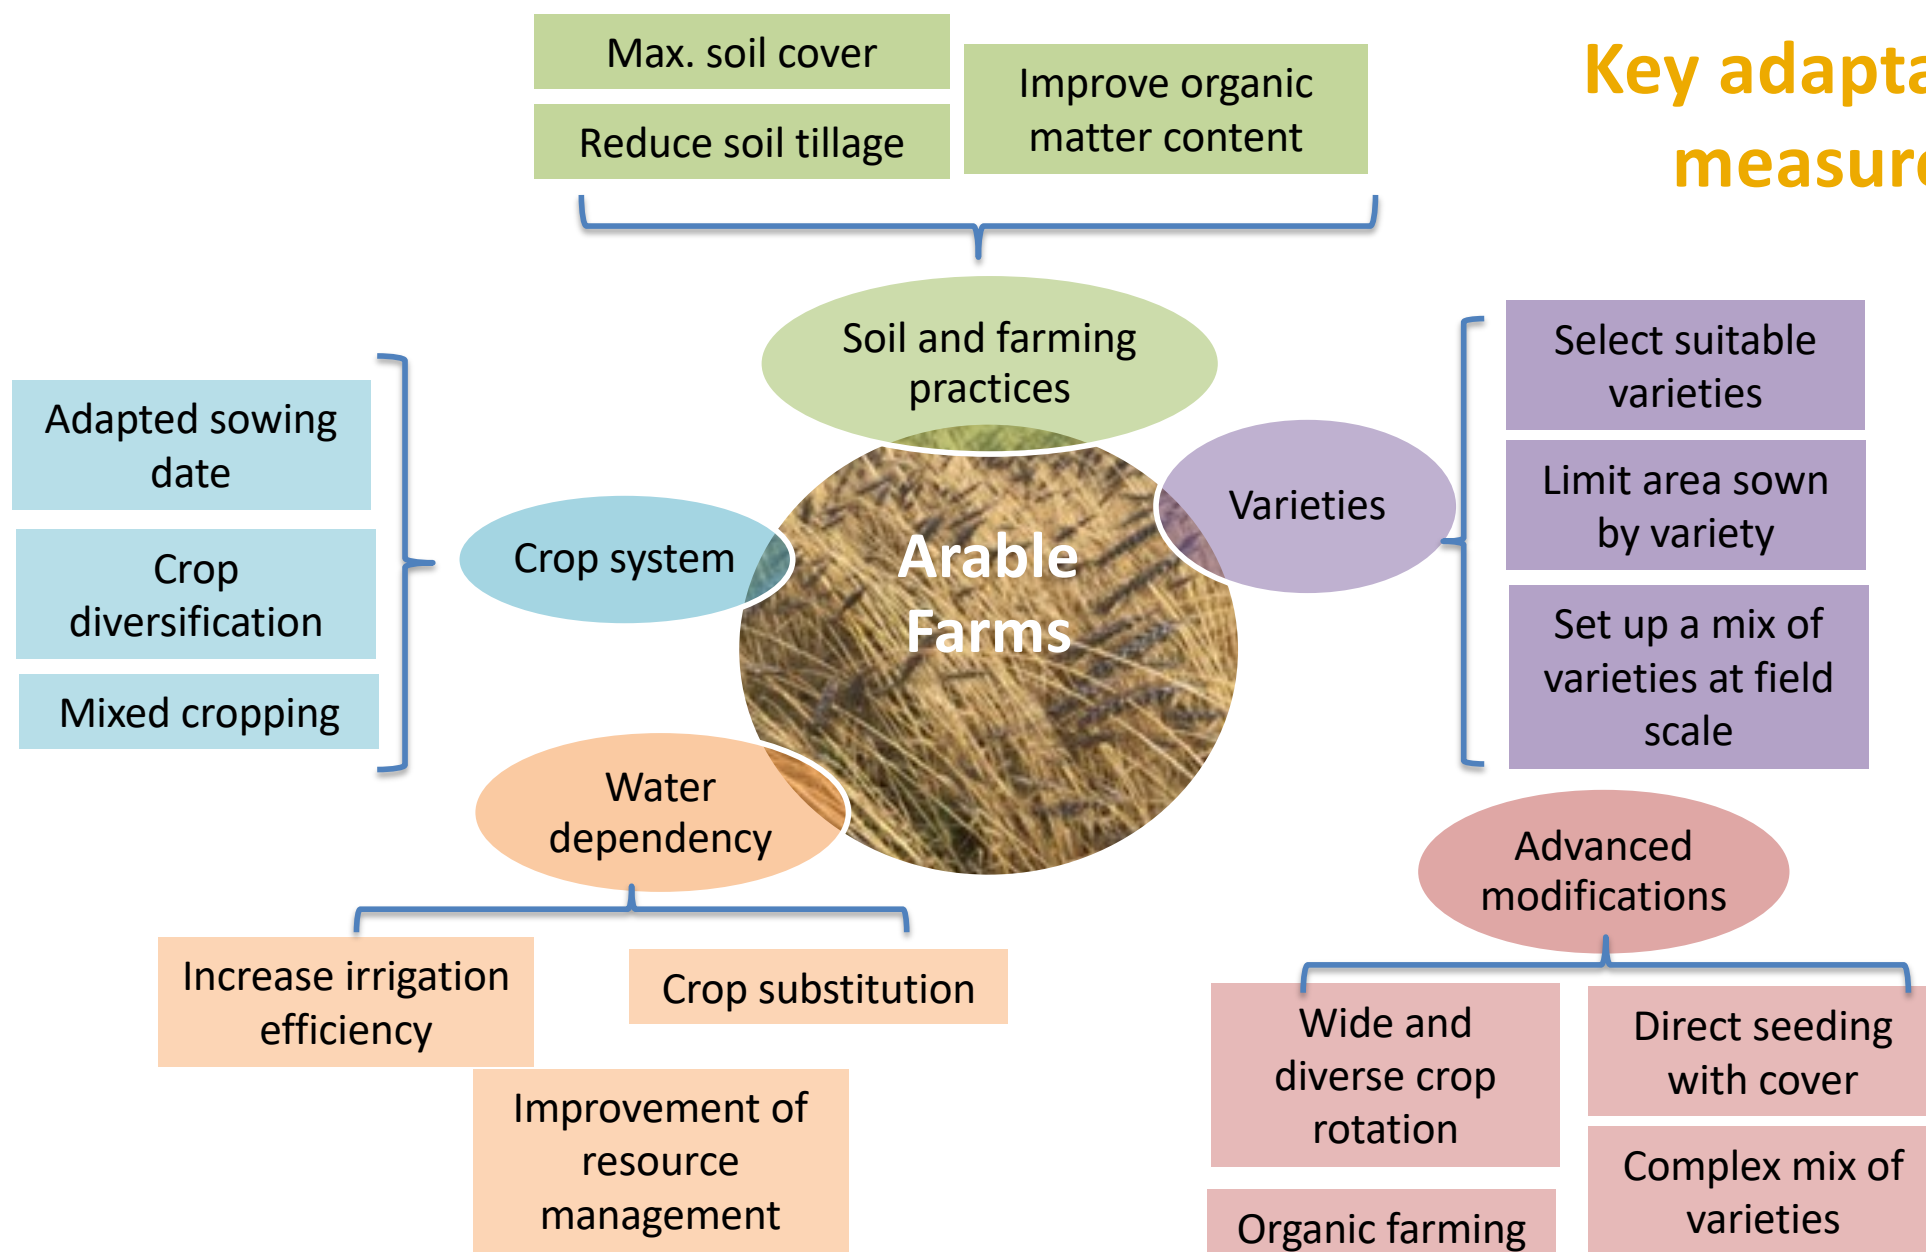 Max. soil cover
Reduce soil tillage
Improve organic
matter content
Key
Soil and farming
practices
Adapted sowing
date
Crop
diversification
Mixed cropping
Crop system
Arable
Farms
Varieties
Select suitable
varieties
Limit area sown
by variety
Set up a mix of
varieties at field
scale
Water
dependency
Increase irrigation
efficiency
Crop substitution
Improvement of
resource
management
Advanced
modifications
Wide and
diverse crop
rotation
Direct seeding
with cover
Organic farming
Complex mix of
varieties